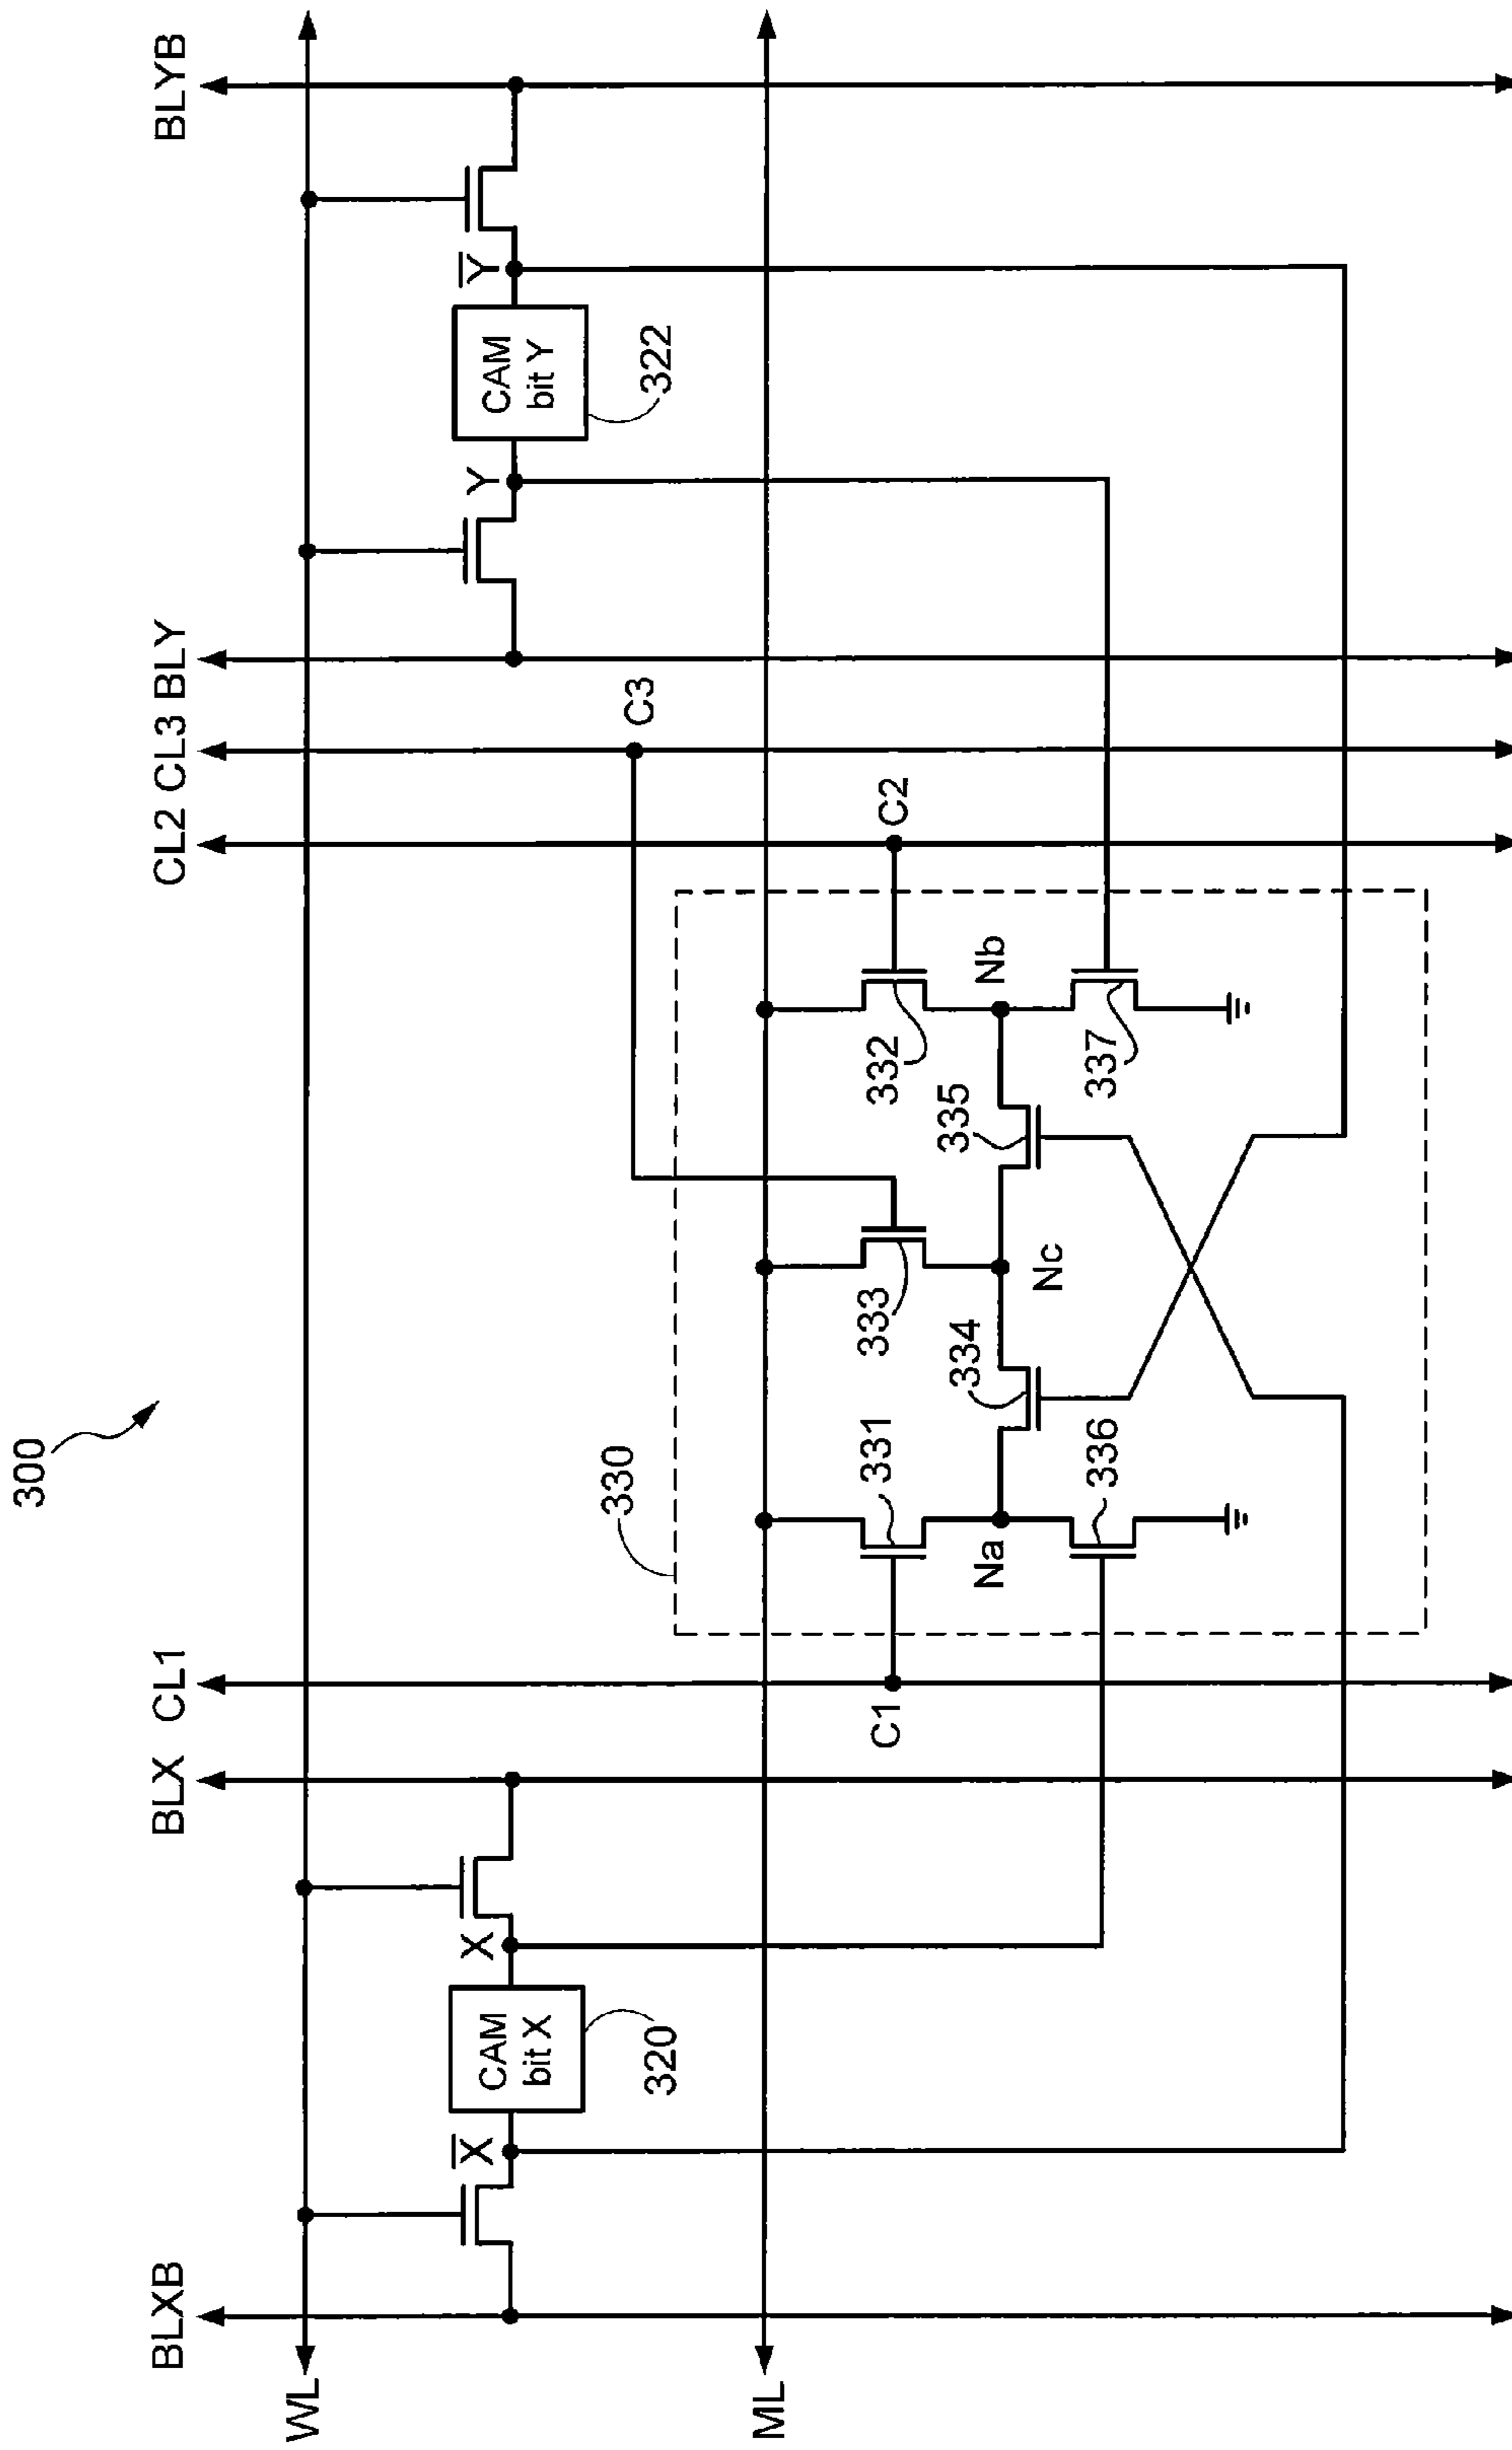 300
BLXB
BLX
CL1
CL2
CL3
BLY
BLYB
WL
X
CAM
bit X
X
320
Y
CAM
bit Y
Y
322
C3
330
ML
C1
331
333
332
C2
Na
334
Nc
335
Nb
336
337